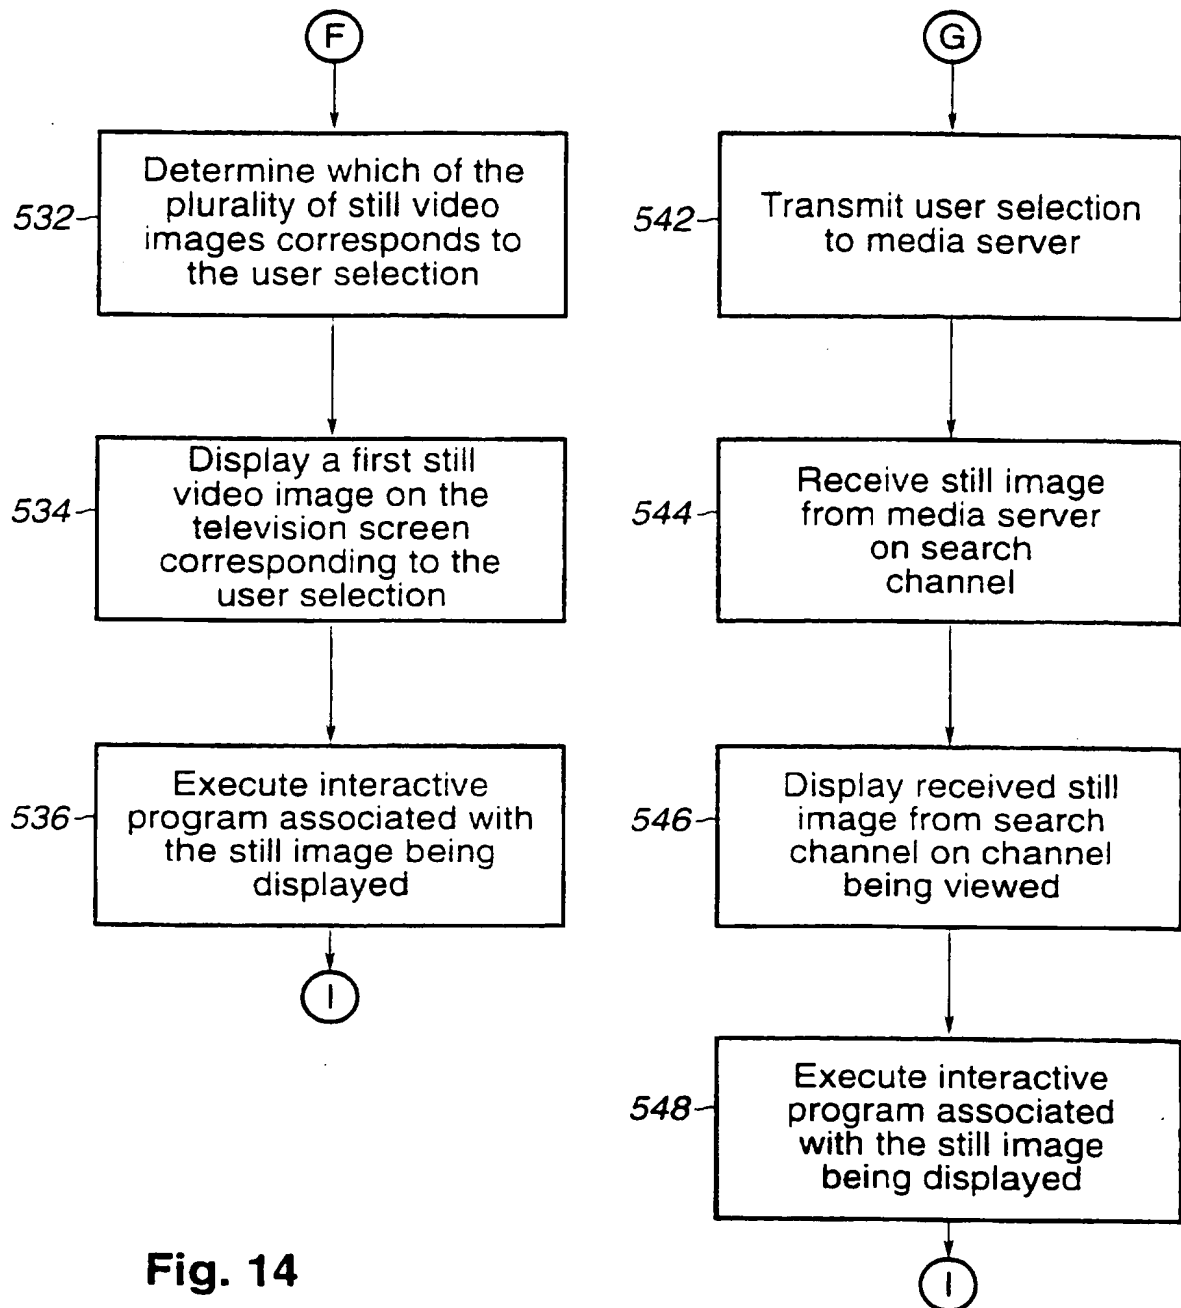 F
532
Determine which of the
plurality of still video
images corresponds to
the user selection
534
Display a first still
video image on the
television screen
corresponding to the
user selection
536
Execute interactive
program associated with
the still image being
displayed
I
G
542
Transmit user selection
to media server
544
Receive still image
from media server
on search
channel
546
Display received still
image from search
channel on channel
being viewed
548
Execute interactive
program associated
with the still image
being displayed
I
Fig. 14